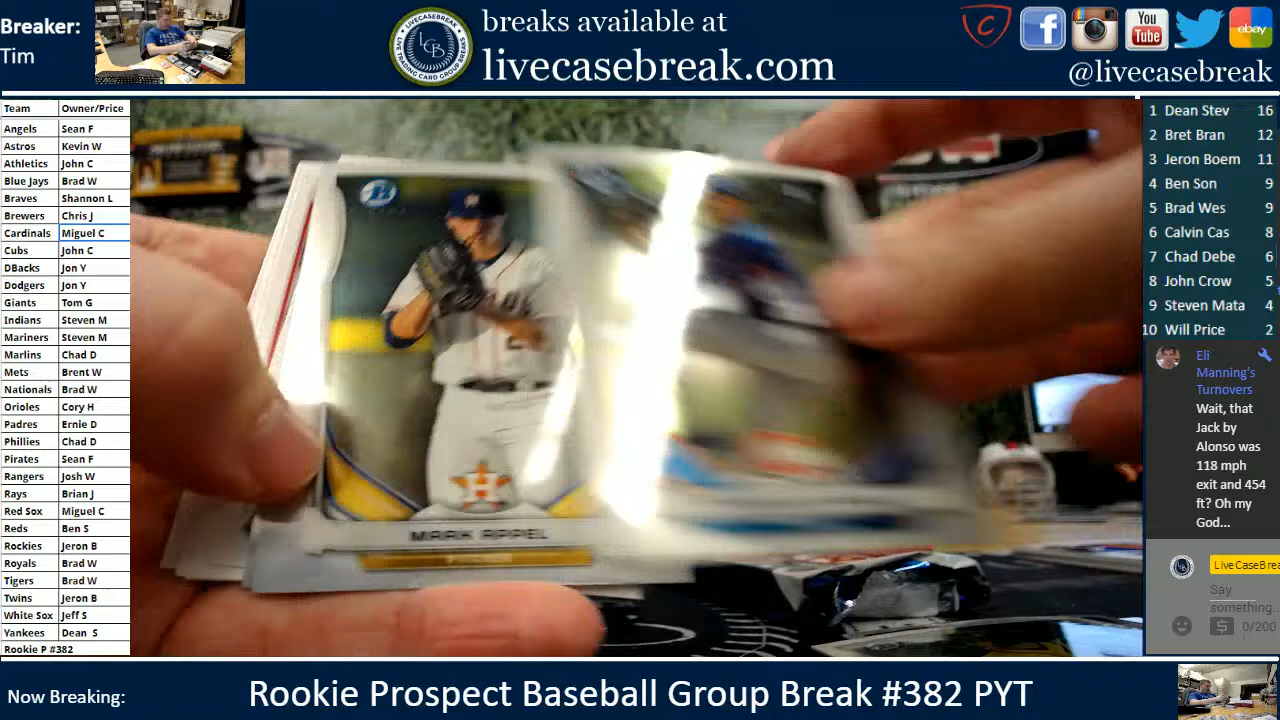 Breaker:
Tim
breaks available at
livecasebreak.com
LCB
You
Tube
ebay
@livecasebreak
Team Owner/Price
Angels Sean F
Astros Kevin W
Athletics John C
Blue Jays Brad W
Braves Shannon L
Brewers Chris J
Cardinals Miguel C
Cubs John C
DBacks Jon Y
Dodgers Jon Y
Giants Tom G
Indians Steven M
Mariners Steven M
Marlins Chad D
Mets Brent W
Nationals Brad W
Orioles Cory H
Padres Ernie D
Phillies Chad D
Pirates Sean F
Rangers Josh W
Rays Brian J
Red Sox Miguel C
Reds Ben S
Rockies Jeron B
Royals Brad W
Tigers Brad W
Twins Jeron B
White Sox Jeff S
Yankees Dean S
Rookie P #382
MARK APPEL
1 Dean Stev 16
2 Bret Bran 12
3 Jeron Boem 11
4 Ben Son 9
5 Brad Wes 9
6 Calvin Cas 8
7 Chad Debe 6
8 John Crow 5
9 Steven Mata 4
10 Will Price 2
Eli
Manning's
Turnovers
Wait, that
Jack by
Alonso was
118 mph
exit and 454
ft? Oh my
God...
LiveCaseBrea
Say
something...
0/200
Now Breaking:
Rookie Prospect Baseball Group Break #382 PYT